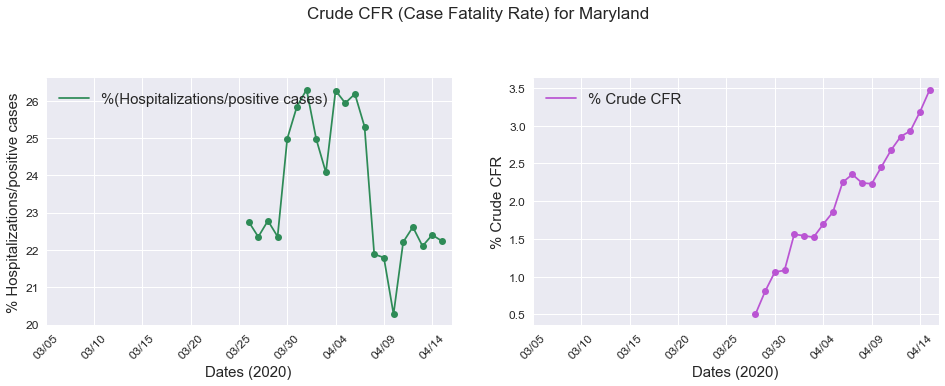 Crude CFR (Case Fatality Rate) for Maryland
%(Hospitalizations/positive cases)
% Hospitalizations/positive cases
26
25
24
23
22
21
20
03/05 03/10 03/15 03/20 03/25 03/30 04/04 04/09 04/14
Dates (2020)
% Crude CFR
% Crude CFR
3.5
3.0
2.5
2.0
1.5
1.0
0.5
03/05 03/10 03/15 03/20 03/25 03/30 04/04 04/09 04/14
Dates (2020)